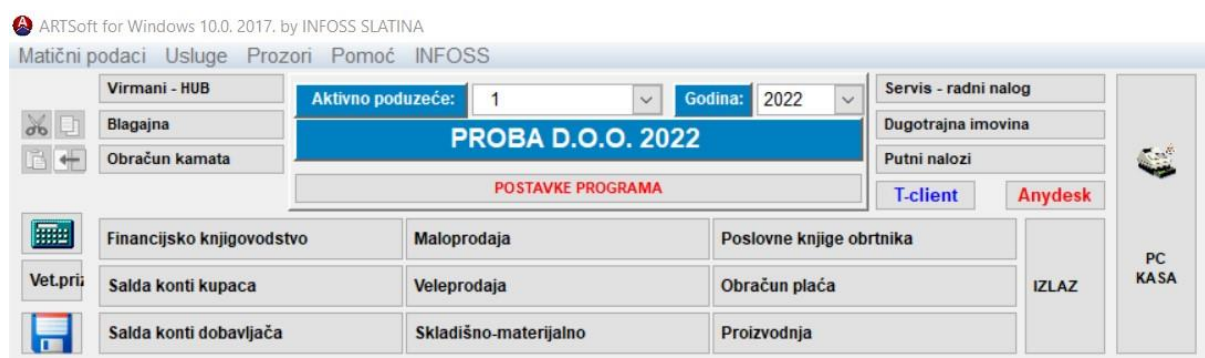 ARTSoft for Windows 10.0. 2017. by INFOSS SLATINA
Matični podaci Usluge Prozori Pomoć INFOSS
Virmani - HUB
Blagajna
Obračun kamata
Aktivno poduzeće: 1 Godina: 2022
PROBA D.O.O. 2022
POSTAVKE PROGRAMA
Servis - radni nalog
Dugotrajna imovina
Putni nalozi
T-client Anydesk
Vet.pri
Financijsko knjigovodstvo Maloprodaja Poslovne knjige obrtnika
Salda konti kupaca Veleprodaja Obračun plaća
Salda konti dobavljača Skladišno-materijalno Proizvodnja
IZLAZ
PC
KASA